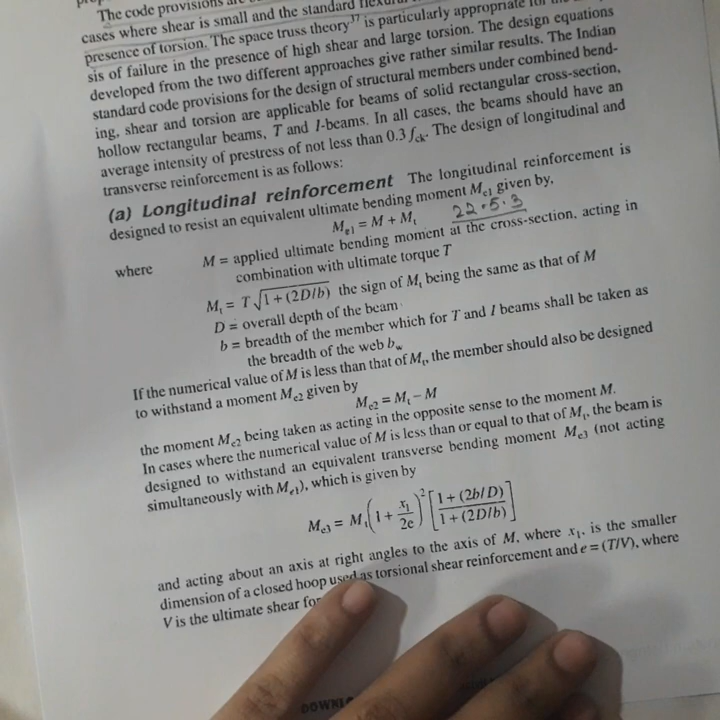 The code provisions are
cases where shear is small and the standard
presence of torsion. The space truss theory¹⁷ is particularly appropriate
sis of failure in the presence of high shear and large torsion. The design equations
developed from the two different approaches give rather similar results. The Indian
standard code provisions for the design of structural members under combined bend-
ing, shear and torsion are applicable for beams of solid rectangular cross-section,
hollow rectangular beams, T and I-beams. In all cases, the beams should have an
average intensity of prestress of not less than 0.3 f_ck. The design of longitudinal and
transverse reinforcement is as follows:
(a) Longitudinal reinforcement The longitudinal reinforcement is
designed to resist an equivalent ultimate bending moment M_e1 given by,
M_e1 = M + M_t 22.5.3
where M = applied ultimate bending moment at the cross-section, acting in
combination with ultimate torque T
M_t = T √(1 + (2D/b)) the sign of M_t being the same as that of M
D = overall depth of the beam
b = breadth of the member which for T and I beams shall be taken as
the breadth of the web b_w
If the numerical value of M is less than that of M_t, the member should also be designed
to withstand a moment M_e2 given by
M_e2 = M_t − M
the moment M_e2 being taken as acting in the opposite sense to the moment M.
In cases where the numerical value of M is less than or equal to that of M_t, the beam is
designed to withstand an equivalent transverse bending moment M_e3 (not acting
simultaneously with M_e1), which is given by
M_e3 = M_t (1 + x₁/2e)² [1 + (2b/D) / 1 + (2D/b)]
and acting about an axis at right angles to the axis of M, where x₁, is the smaller
dimension of a closed hoop used as torsional shear reinforcement and e = (T/V), where
V is the ultimate shear